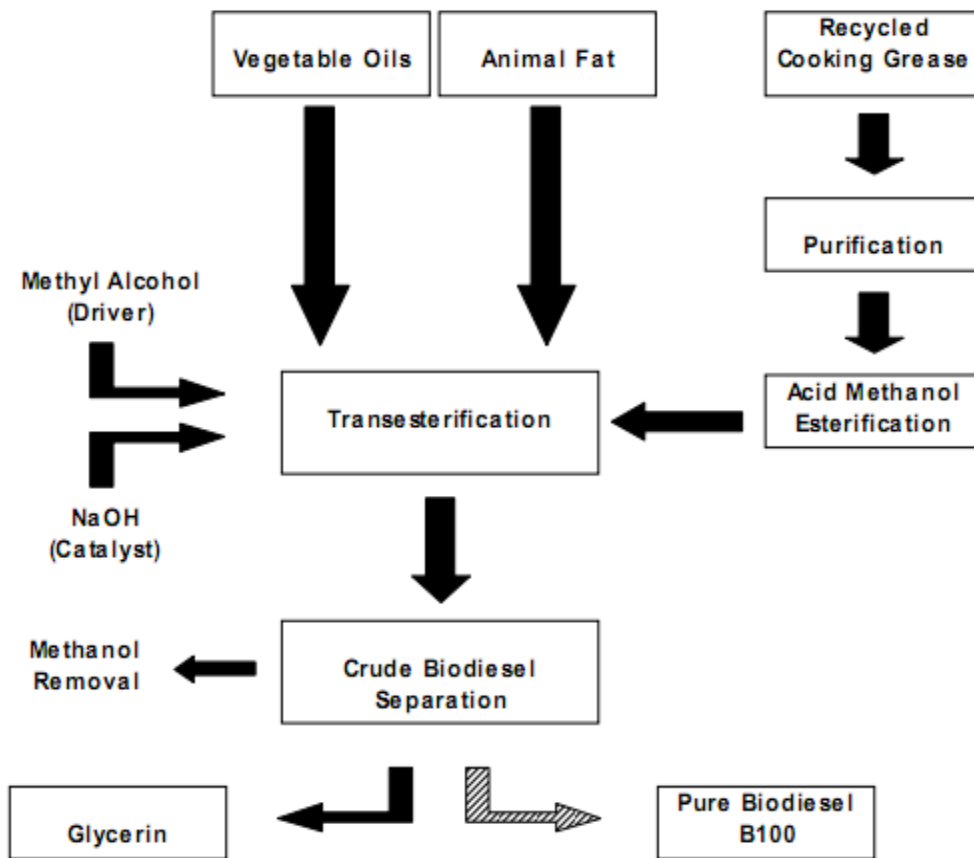 Vegetable Oils
Animal Fat
Recycled
Cooking Grease
Purification
Methyl Alcohol
(Driver)
Transesterification
Acid Methanol
Esterification
NaOH
(Catalyst)
Methanol
Removal
Crude Biodiesel
Separation
Glycerin
Pure Biodiesel
B100